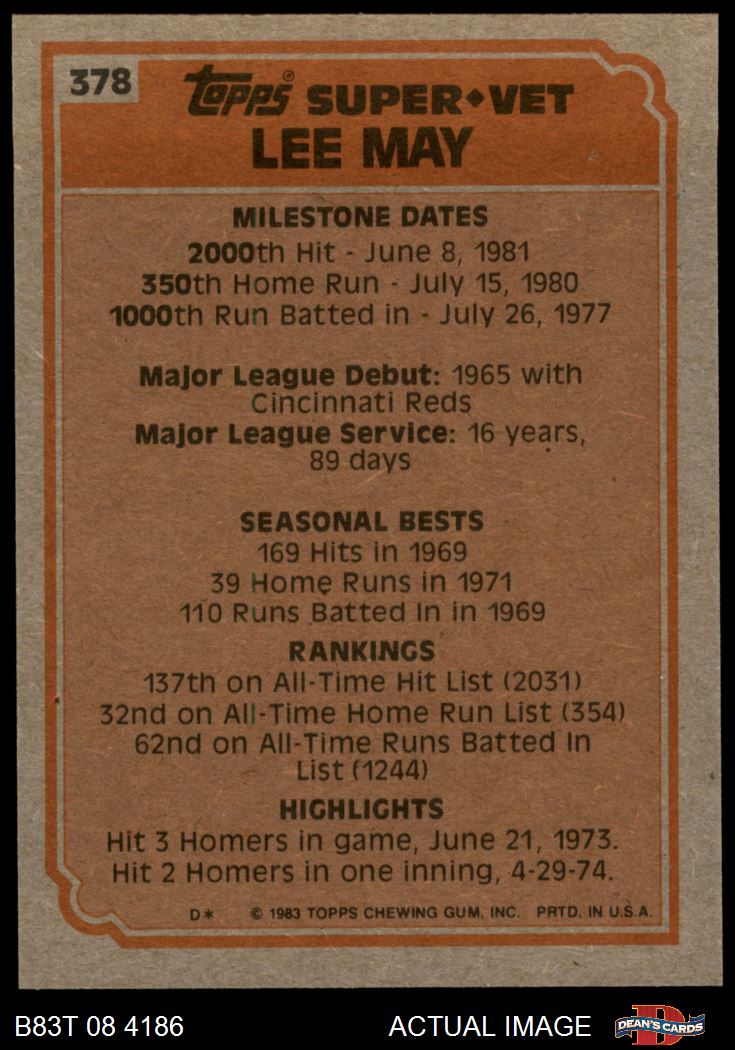 378
Topps SUPER◆VET
LEE MAY
MILESTONE DATES
2000th Hit - June 8, 1981
350th Home Run - July 15, 1980
1000th Run Batted in - July 26, 1977
Major League Debut: 1965 with
Cincinnati Reds
Major League Service: 16 years,
89 days
SEASONAL BESTS
169 Hits in 1969
39 Home Runs in 1971
110 Runs Batted In in 1969
RANKINGS
137th on All-Time Hit List (2031)
32nd on All-Time Home Run List (354)
62nd on All-Time Runs Batted In
List (1244)
HIGHLIGHTS
Hit 3 Homers in game, June 21, 1973.
Hit 2 Homers in one inning, 4-29-74.
D* © 1983 TOPPS CHEWING GUM, INC. PRTD. IN U.S.A.
B83T 08 4186 ACTUAL IMAGE DEAN'S CARDS